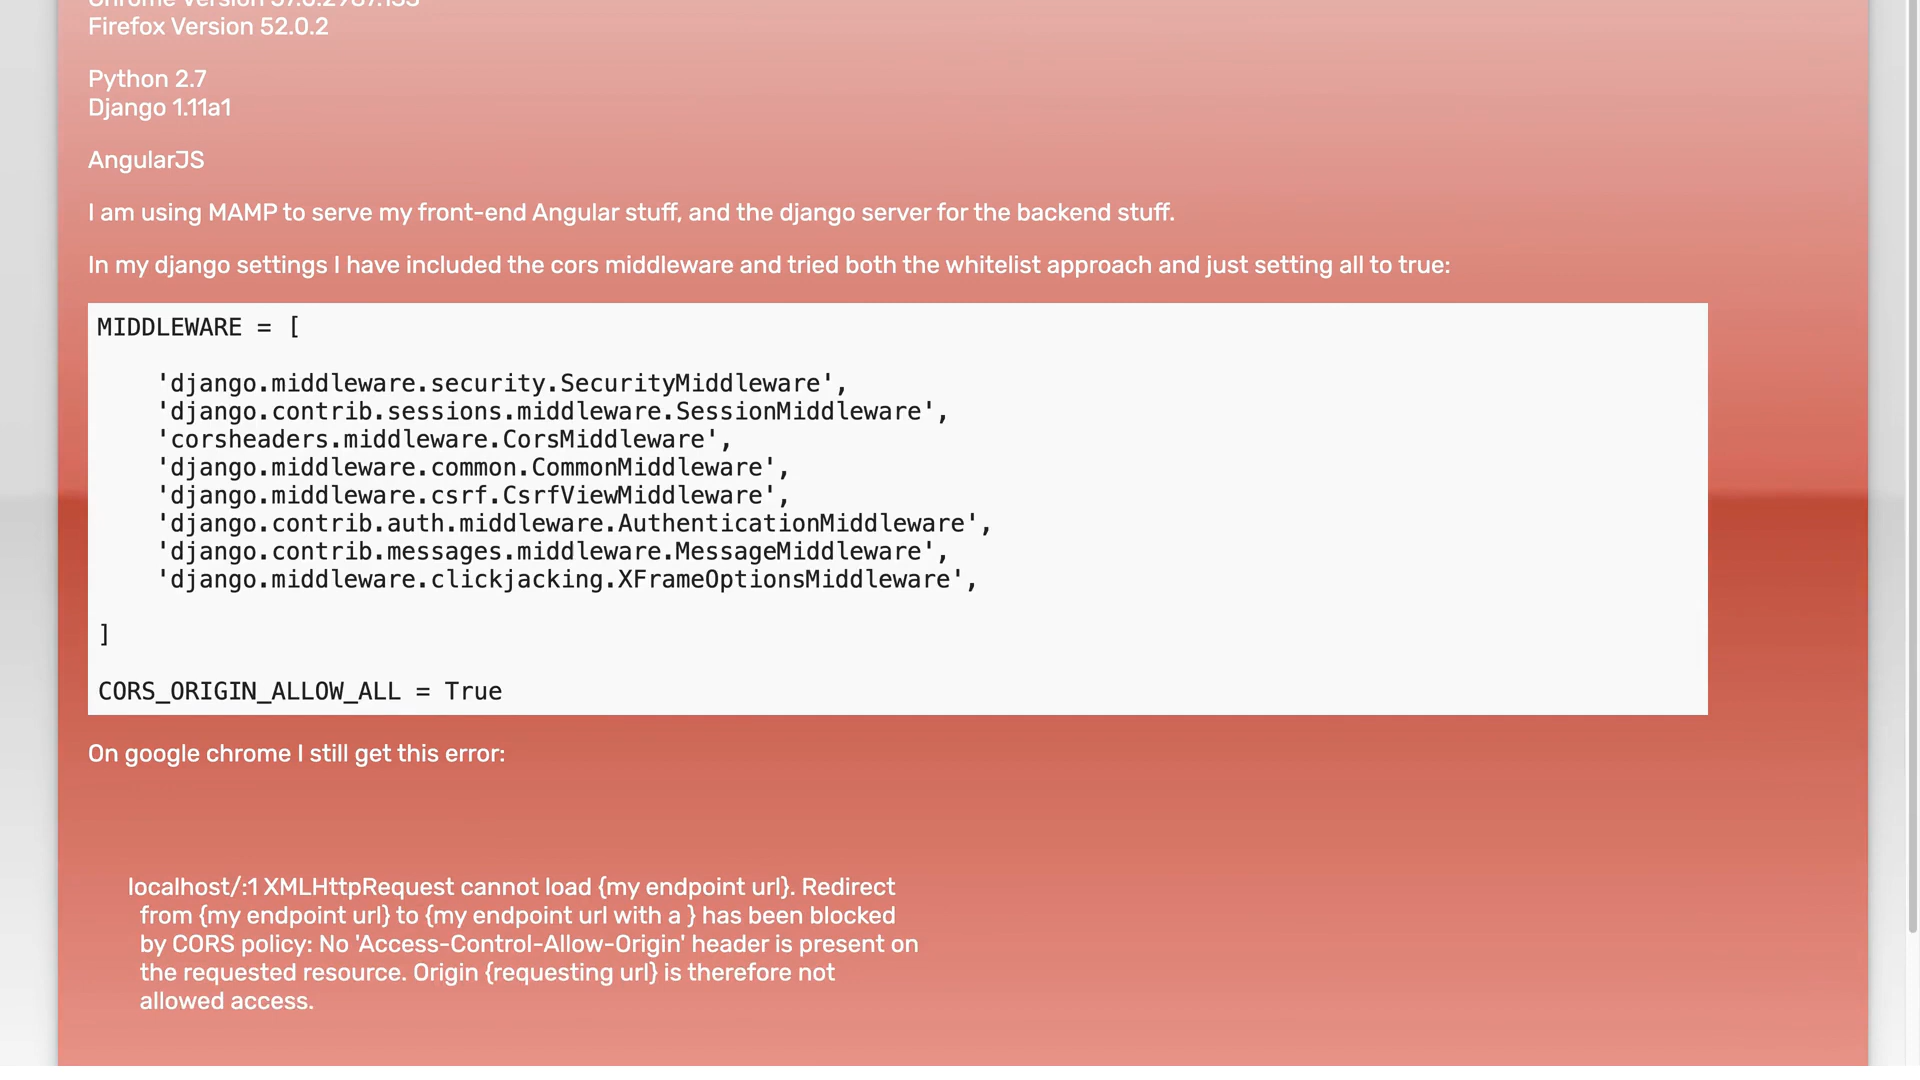 Chrome Version 57.0.2987.133
Firefox Version 52.0.2
Python 2.7
Django 1.11a1
AngularJS
I am using MAMP to serve my front-end Angular stuff, and the django server for the backend stuff.
In my django settings I have included the cors middleware and tried both the whitelist approach and just setting all to true:
MIDDLEWARE = [
'django.middleware.security.SecurityMiddleware',
'django.contrib.sessions.middleware.SessionMiddleware',
'corsheaders.middleware.CorsMiddleware',
'django.middleware.common.CommonMiddleware',
'django.middleware.csrf.CsrfViewMiddleware',
'django.contrib.auth.middleware.AuthenticationMiddleware',
'django.contrib.messages.middleware.MessageMiddleware',
'django.middleware.clickjacking.XFrameOptionsMiddleware',
]
CORS_ORIGIN_ALLOW_ALL = True
On google chrome I still get this error:
localhost/:1 XMLHttpRequest cannot load {my endpoint url}. Redirect
from {my endpoint url} to {my endpoint url with a } has been blocked
by CORS policy: No 'Access-Control-Allow-Origin' header is present on
the requested resource. Origin {requesting url} is therefore not
allowed access.